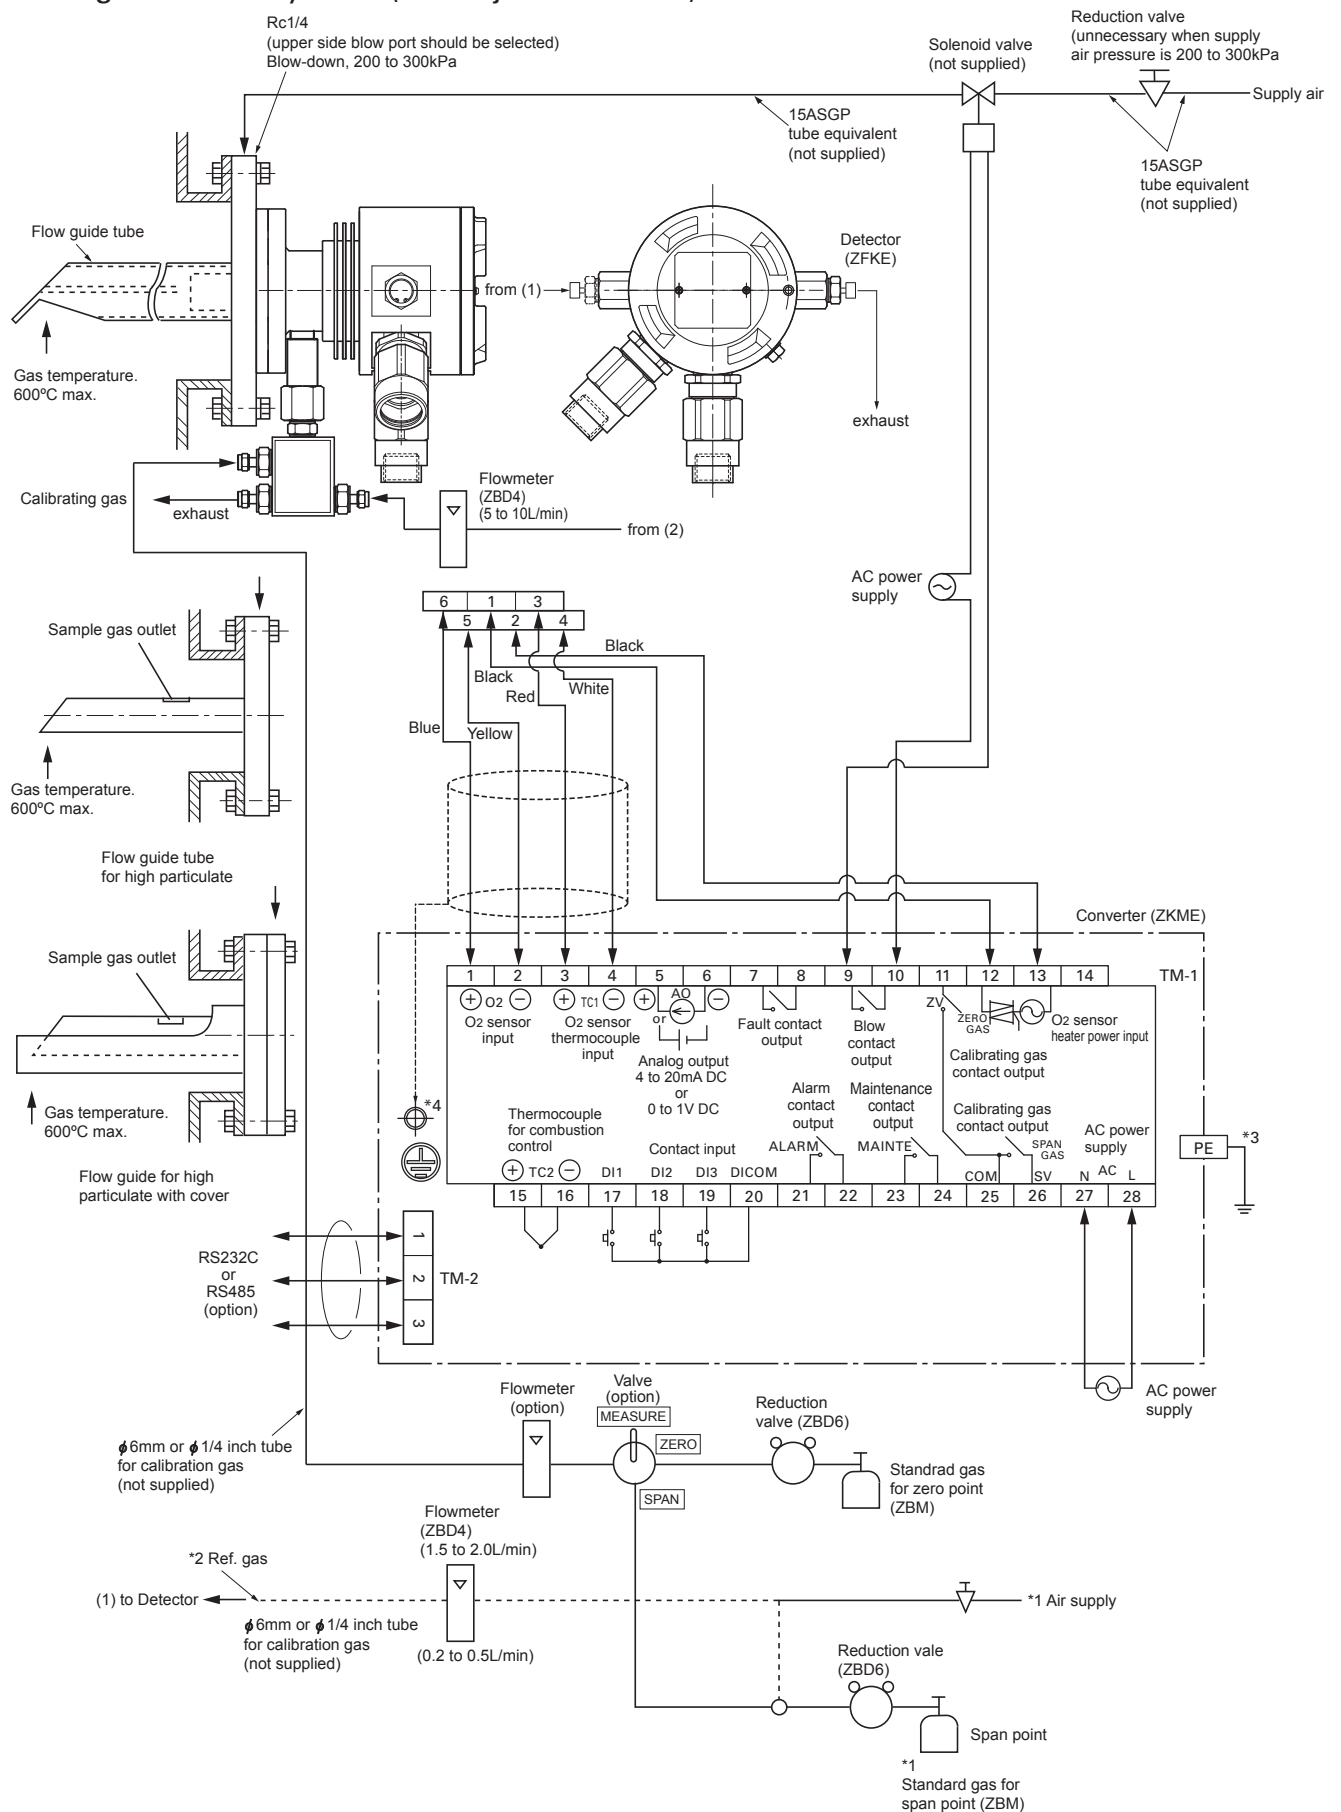 Rc1/4
(upper side blow port should be selected)
Blow-down, 200 to 300kPa
Reduction valve
(unnecessary when supply
air pressure is 200 to 300kPa
Solenoid valve
(not supplied)
Supply air
15ASGP
tube equivalent
(not supplied)
15ASGP
tube equivalent
(not supplied)
Flow guide tube
Detector
(ZFKE)
from (1)
Gas temperature.
600ºC max.
exhaust
Calibrating gas
exhaust
Flowmeter
(ZBD4)
(5 to 10L/min)
from (2)
AC power
supply
6 1 3
5 2 4
Sample gas outlet
Black
Black
White
Red
Blue
Yellow
Gas temperature.
600ºC max.
Flow guide tube
for high particulate
Converter (ZKME)
Sample gas outlet
1 2 3 4 5 6 7 8 9 10 11 12 13 14
TM-1
+ O2 −
O2 sensor
input
+ TC1 −
O2 sensor
thermocouple
input
+ AO −
or
Analog output
4 to 20mA DC
or
0 to 1V DC
Fault contact
output
Blow
contact
output
ZV
ZERO
GAS
Calibrating gas
contact output
O2 sensor
heater power input
Gas temperature.
600ºC max.
*4
Thermocouple
for combustion
control
+ TC2 −
Contact input
DI1 DI2 DI3 DICOM
Alarm
contact
output
ALARM
Maintenance
contact
output
MAINTE
Calibrating gas
contact output
SPAN
GAS
COM
SV
AC power
supply
N AC L
PE
*3
Flow guide for high
particulate with cover
15 16 17 18 19 20 21 22 23 24 25 26 27 28
RS232C
or
RS485
(option)
1
2
3
TM-2
AC power
supply
Flowmeter
(option)
Valve
(option)
MEASURE
ZERO
SPAN
Reduction
valve (ZBD6)
Standrad gas
for zero point
(ZBM)
ϕ6mm or ϕ1/4 inch tube
for calibration gas
(not supplied)
Flowmeter
(ZBD4)
(1.5 to 2.0L/min)
*2 Ref. gas
(1) to Detector
*1 Air supply
ϕ6mm or ϕ1/4 inch tube
for calibration gas
(not supplied)
(0.2 to 0.5L/min)
Reduction vale
(ZBD6)
Span point
*1
Standard gas for
span point (ZBM)